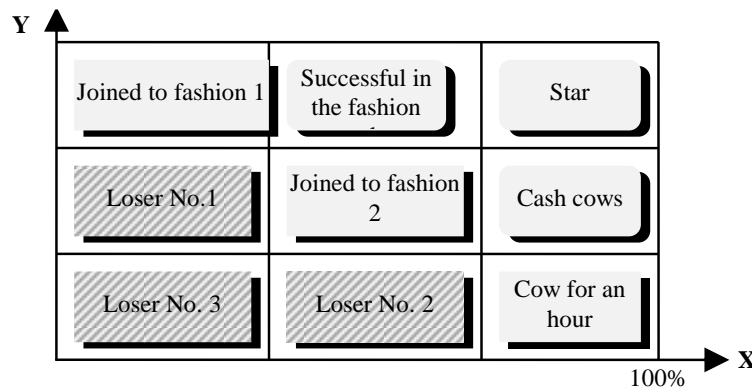 Y
Joined to fashion 1
Successful in
the fashion
Star
Loser No.1
Joined to fashion
2
Cash cows
Loser No. 3
Loser No. 2
Cow for an
hour
X
100%